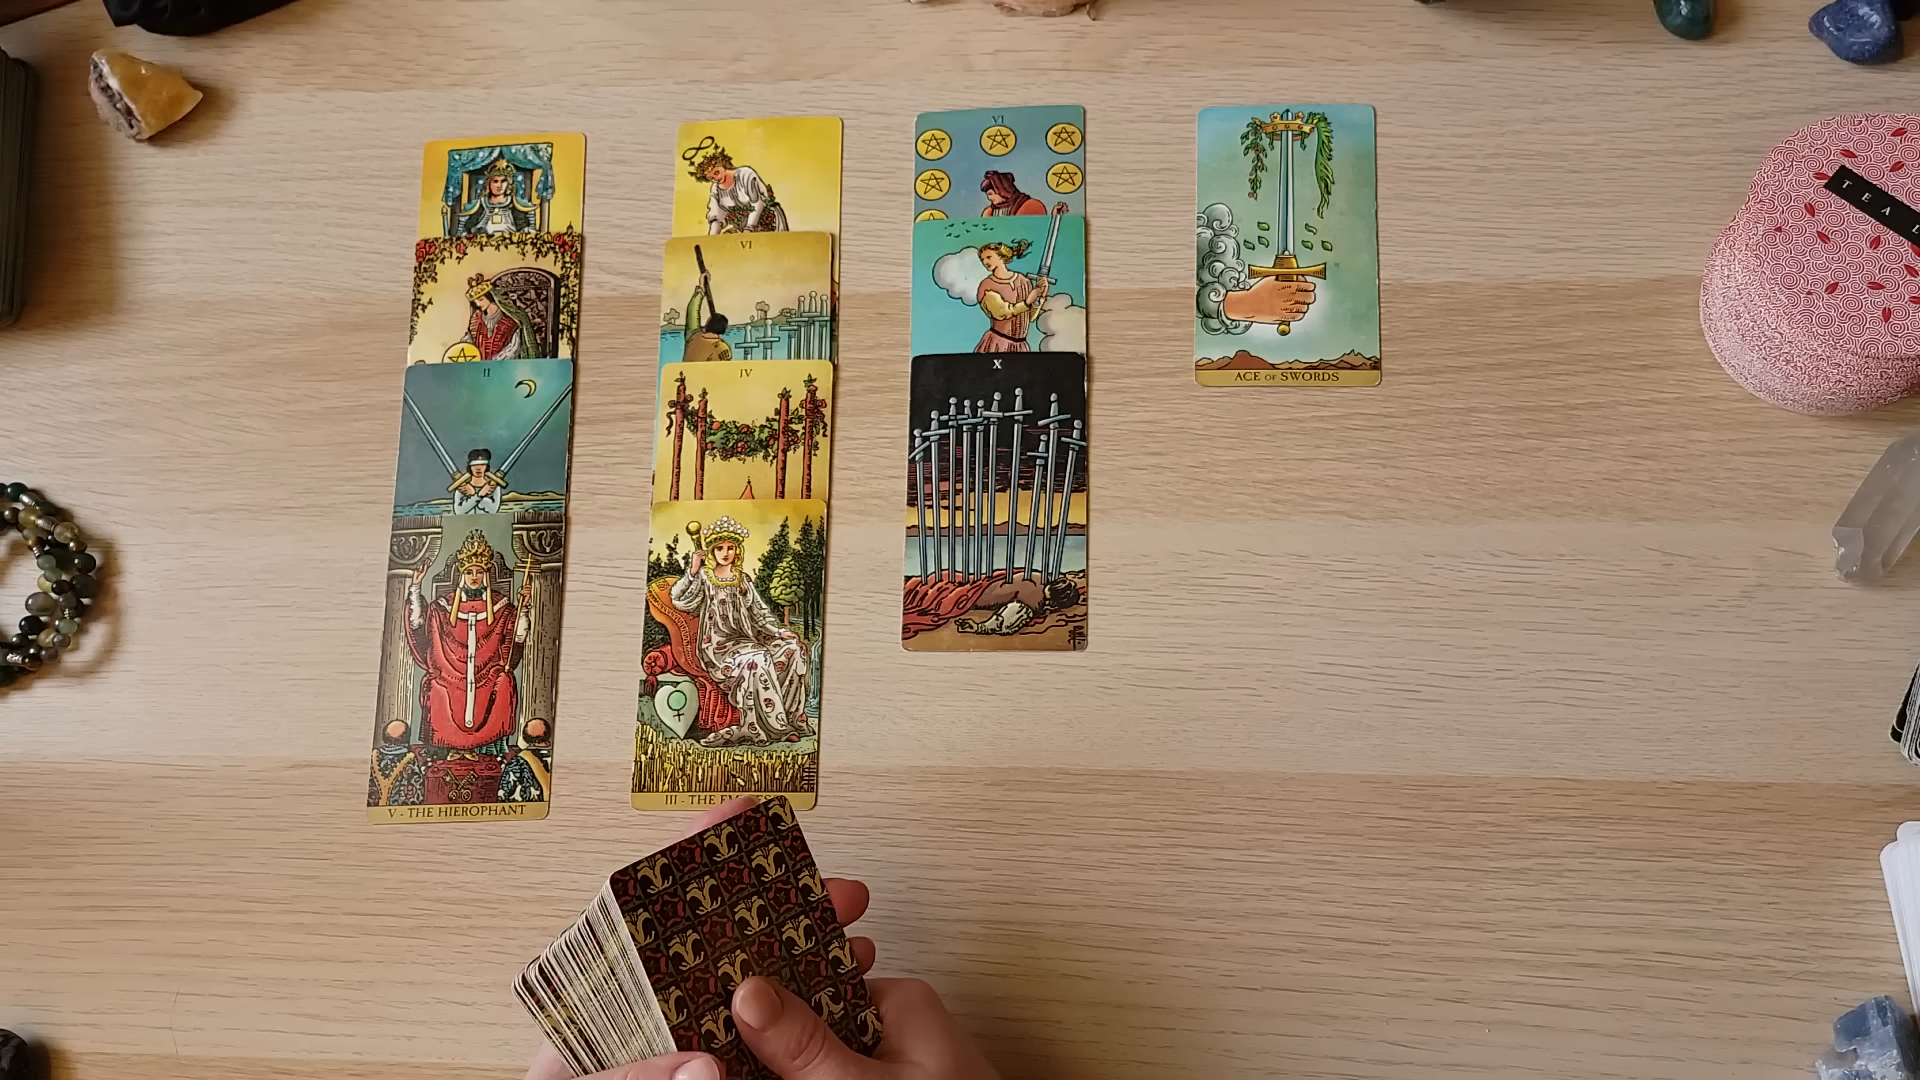 VI
VI
ACE OF SWORDS
II
IV
X
V - THE HIEROPHANT
III - THE
TEA